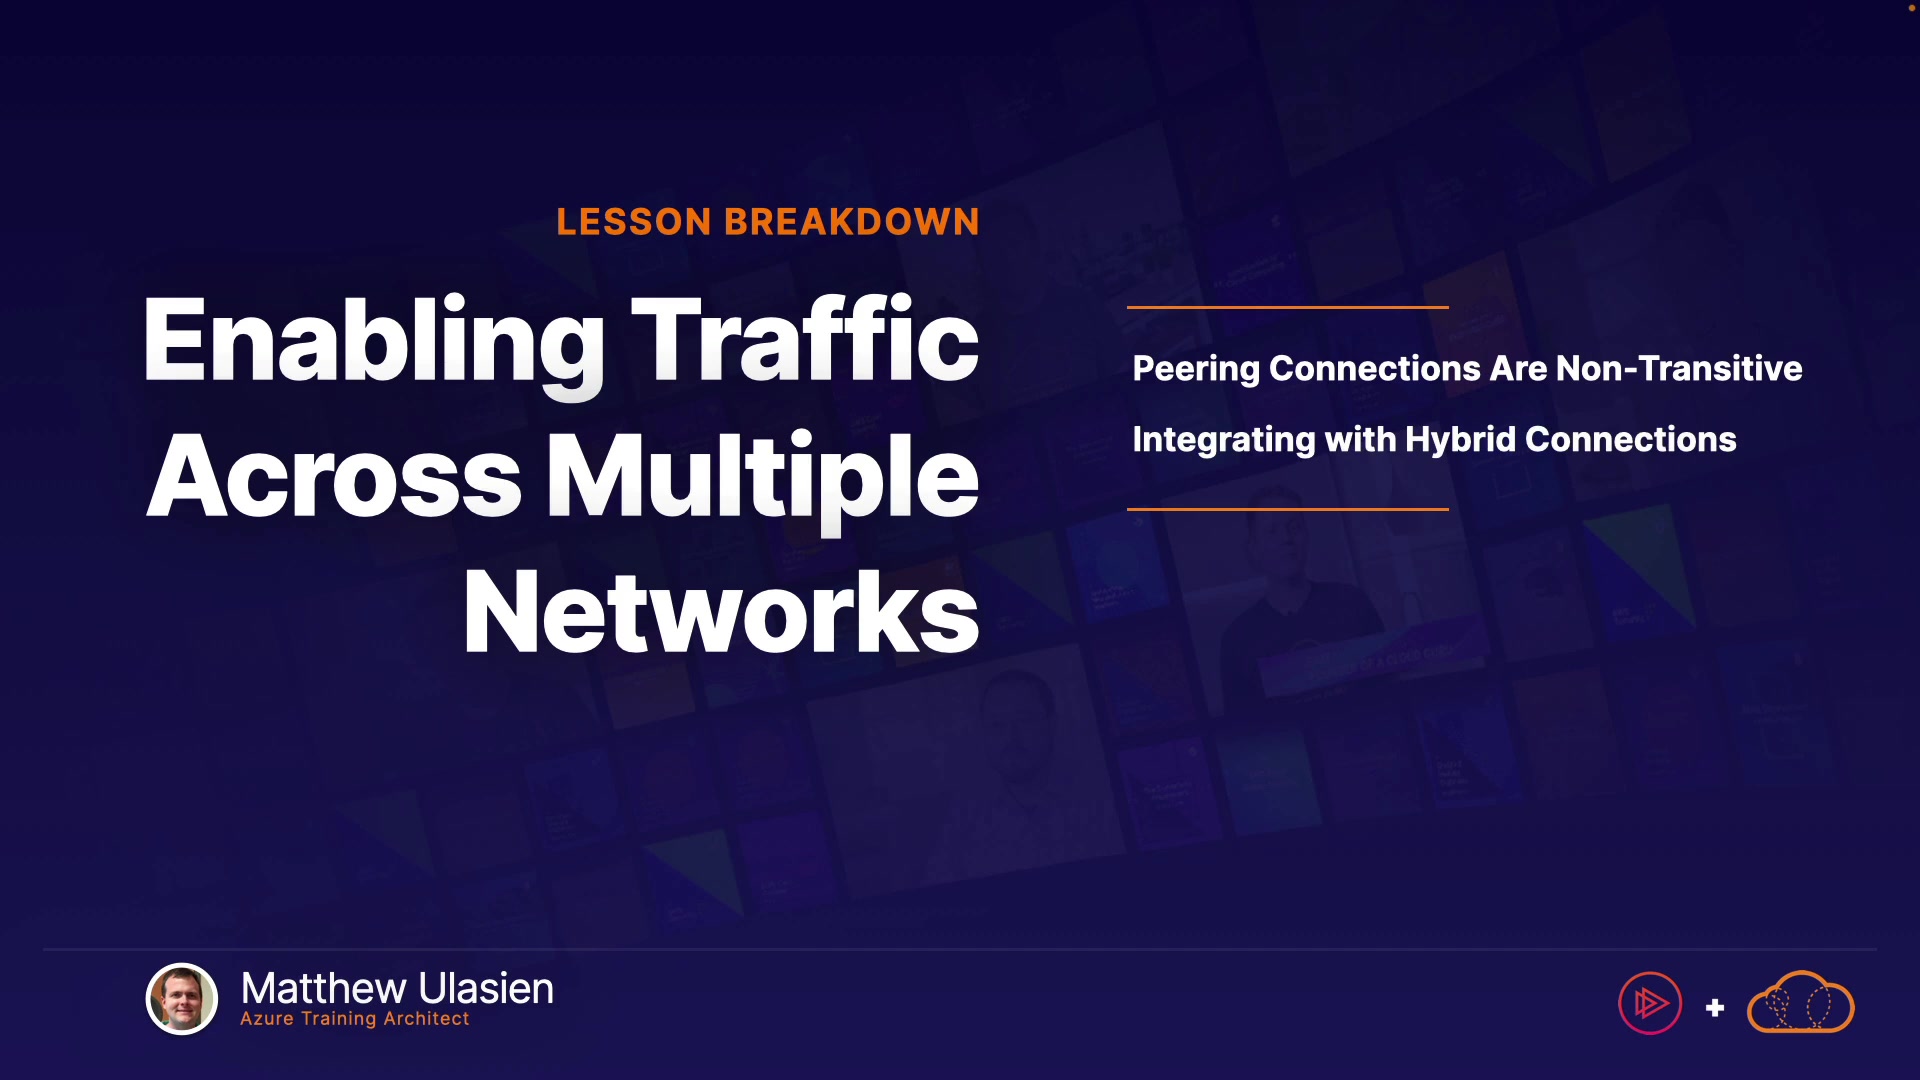 LESSON BREAKDOWN
Enabling Traffic
Across Multiple
Networks
Peering Connections Are Non-Transitive
Integrating with Hybrid Connections
Matthew Ulasien
Azure Training Architect